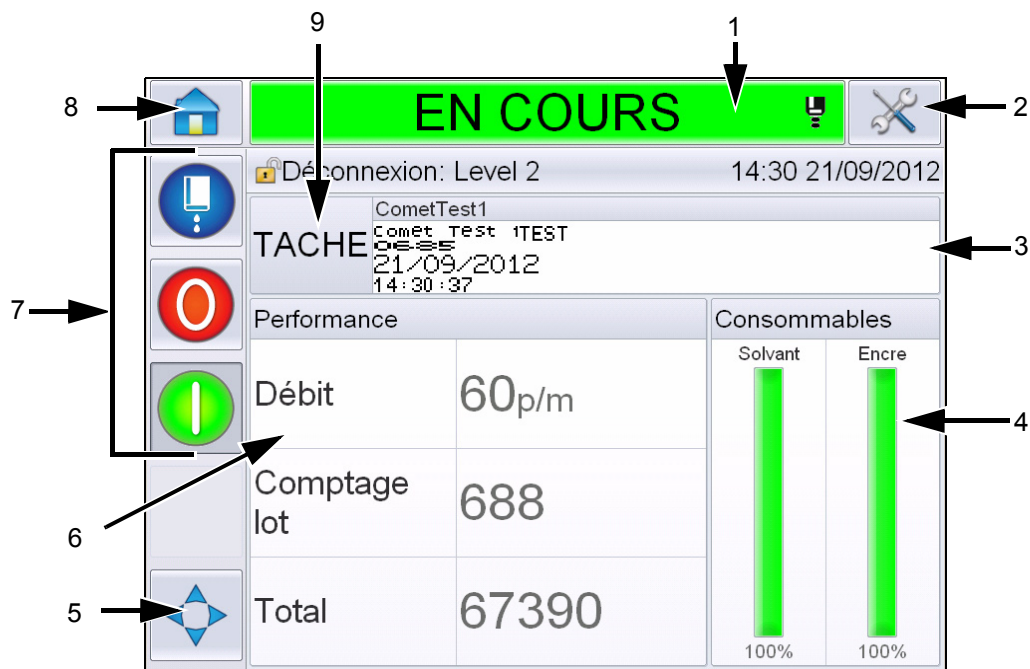 9
1
8
EN COURS
2
Déconnexion: Level 2
14:30 21/09/2012
CometTest1
TACHE
Comet Test 1TEST
21/09/2012
14:30:37
3
7
Performance
Consommables
Solvant
Encre
Débit
60p/m
4
Comptage
lot
688
6
5
Total
67390
100%
100%